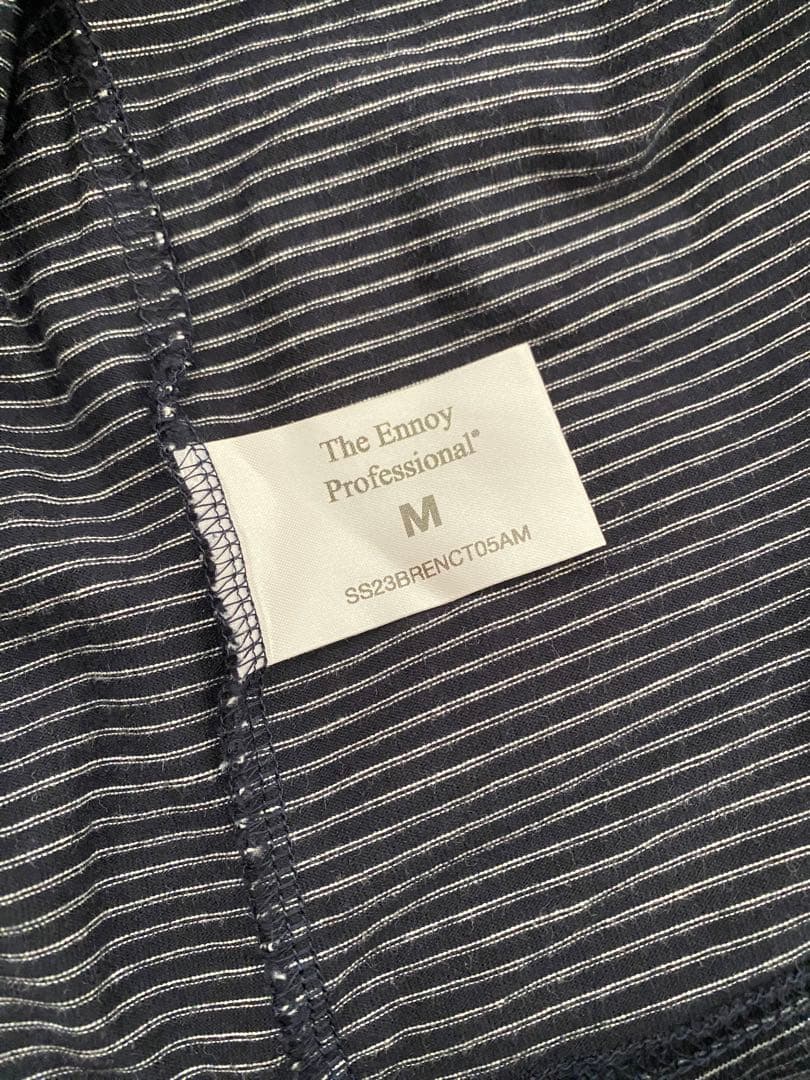 The Ennoy
Professional®
M
SS23BRENCT05AM